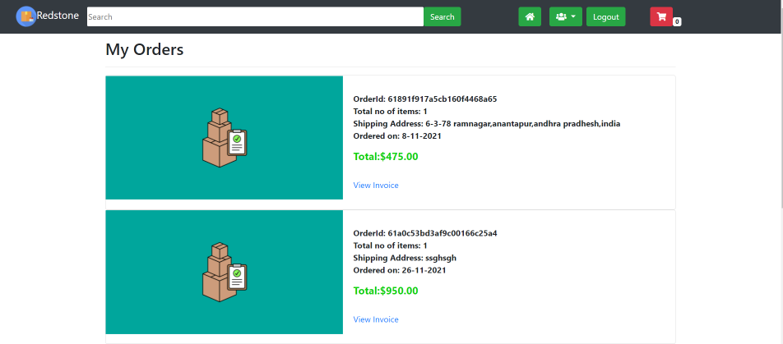 Redstone
Search
Search
Logout
0
My Orders
OrderId: 61891f917a5cb160f4468a65
Total no of items: 1
Shipping Address: 6-3-78 ramnagar,anantapur,andhra pradhesh,india
Ordered on: 8-11-2021
Total:$475.00
View Invoice
OrderId: 61a0c53bd3af9c00166c25a4
Total no of items: 1
Shipping Address: ssghsgh
Ordered on: 26-11-2021
Total:$950.00
View Invoice